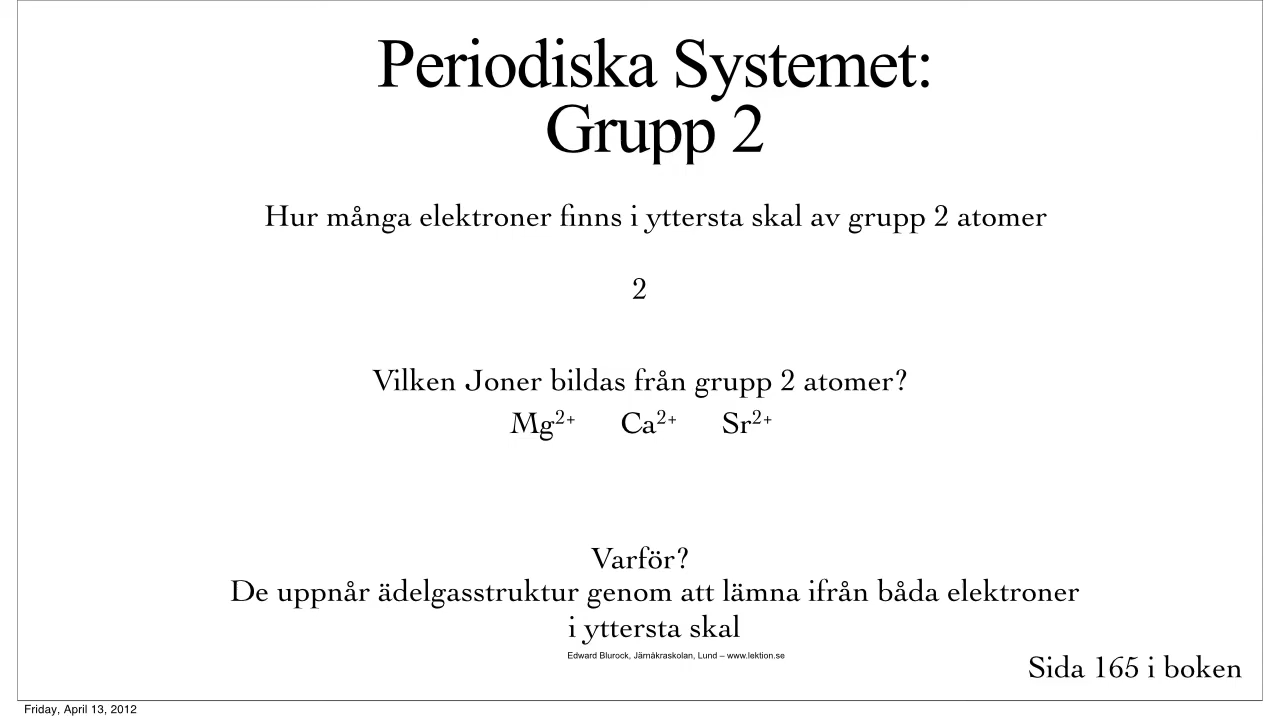 Periodiska Systemet:
Grupp 2
Hur många elektroner finns i yttersta skal av grupp 2 atomer
2
Vilken Joner bildas från grupp 2 atomer?
Mg²⁺ Ca²⁺ Sr²⁺
Varför?
De uppnår ädelgasstruktur genom att lämna ifrån båda elektroner
i yttersta skal
Edward Blurock, Järnåkraskolan, Lund – www.lektion.se
Sida 165 i boken
Friday, April 13, 2012